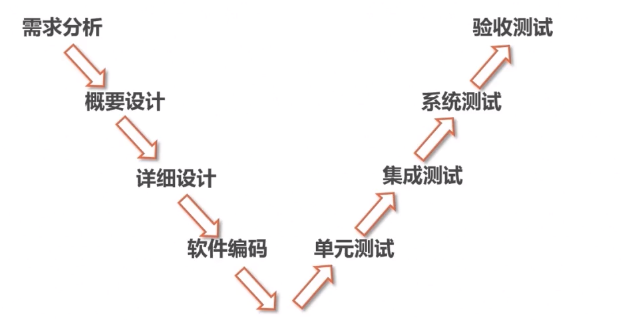 需求分析
验收测试
概要设计
系统测试
详细设计
集成测试
软件编码
单元测试